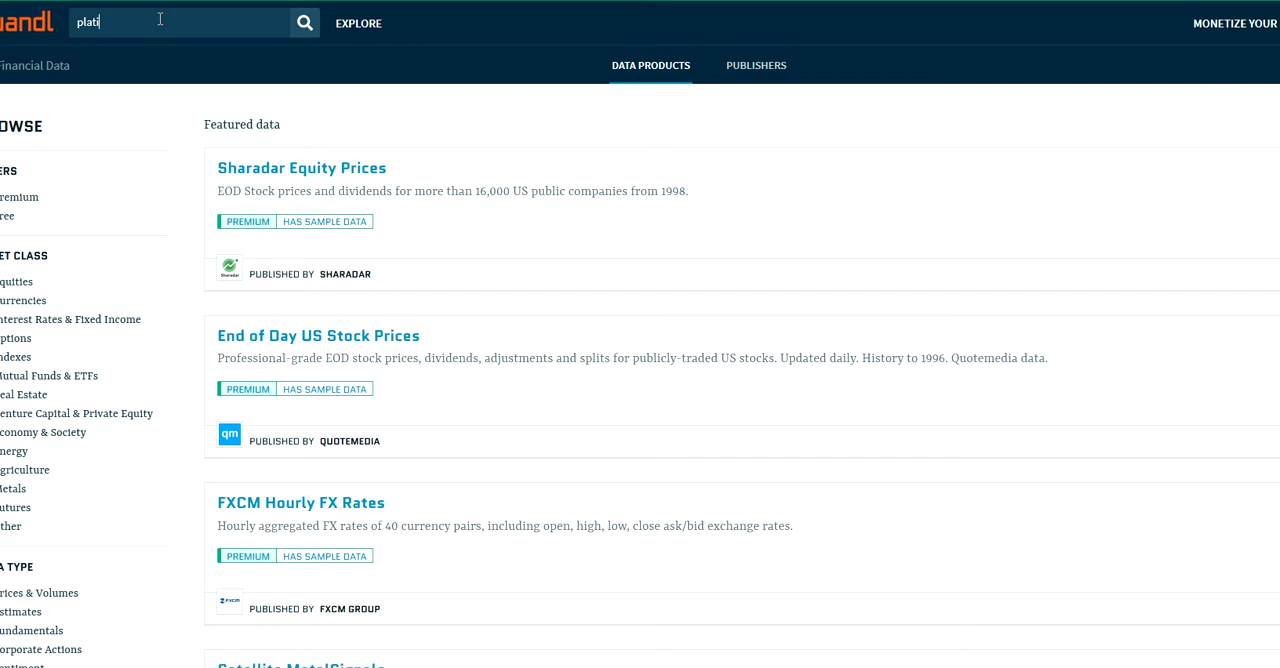 uandl plati EXPLORE MONETIZE YOUR
Financial Data DATA PRODUCTS PUBLISHERS
OWSE
ERS
remium
ree
ET CLASS
quities
urrencies
nterest Rates & Fixed Income
ptions
ndexes
Mutual Funds & ETFs
eal Estate
enture Capital & Private Equity
conomy & Society
nergy
griculture
Metals
utures
ther
A TYPE
rices & Volumes
stimates
undamentals
orporate Actions
entiment
Featured data
Sharadar Equity Prices
EOD Stock prices and dividends for more than 16,000 US public companies from 1998.
PREMIUM HAS SAMPLE DATA
Sharadar PUBLISHED BY SHARADAR
End of Day US Stock Prices
Professional-grade EOD stock prices, dividends, adjustments and splits for publicly-traded US stocks. Updated daily. History to 1996. Quotemedia data.
PREMIUM HAS SAMPLE DATA
qm PUBLISHED BY QUOTEMEDIA
FXCM Hourly FX Rates
Hourly aggregated FX rates of 40 currency pairs, including open, high, low, close ask/bid exchange rates.
PREMIUM HAS SAMPLE DATA
FXCM PUBLISHED BY FXCM GROUP
Satellite MetalSignals